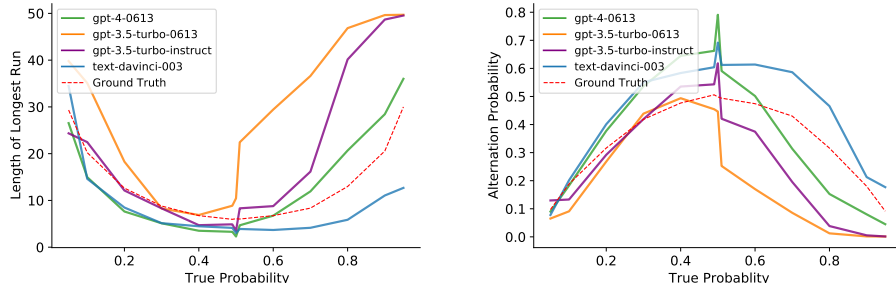 50
40
30
20
10
0
Length of Longest Run
gpt-4-0613
gpt-3.5-turbo-0613
gpt-3.5-turbo-instruct
text-davinci-003
Ground Truth
0.2
0.4
0.6
0.8
True Probability
0.8
0.7
0.6
0.5
0.4
0.3
0.2
0.1
0.0
Alternation Probability
gpt-4-0613
gpt-3.5-turbo-0613
gpt-3.5-turbo-instruct
text-davinci-003
Ground Truth
0.2
0.4
0.6
0.8
True Probability